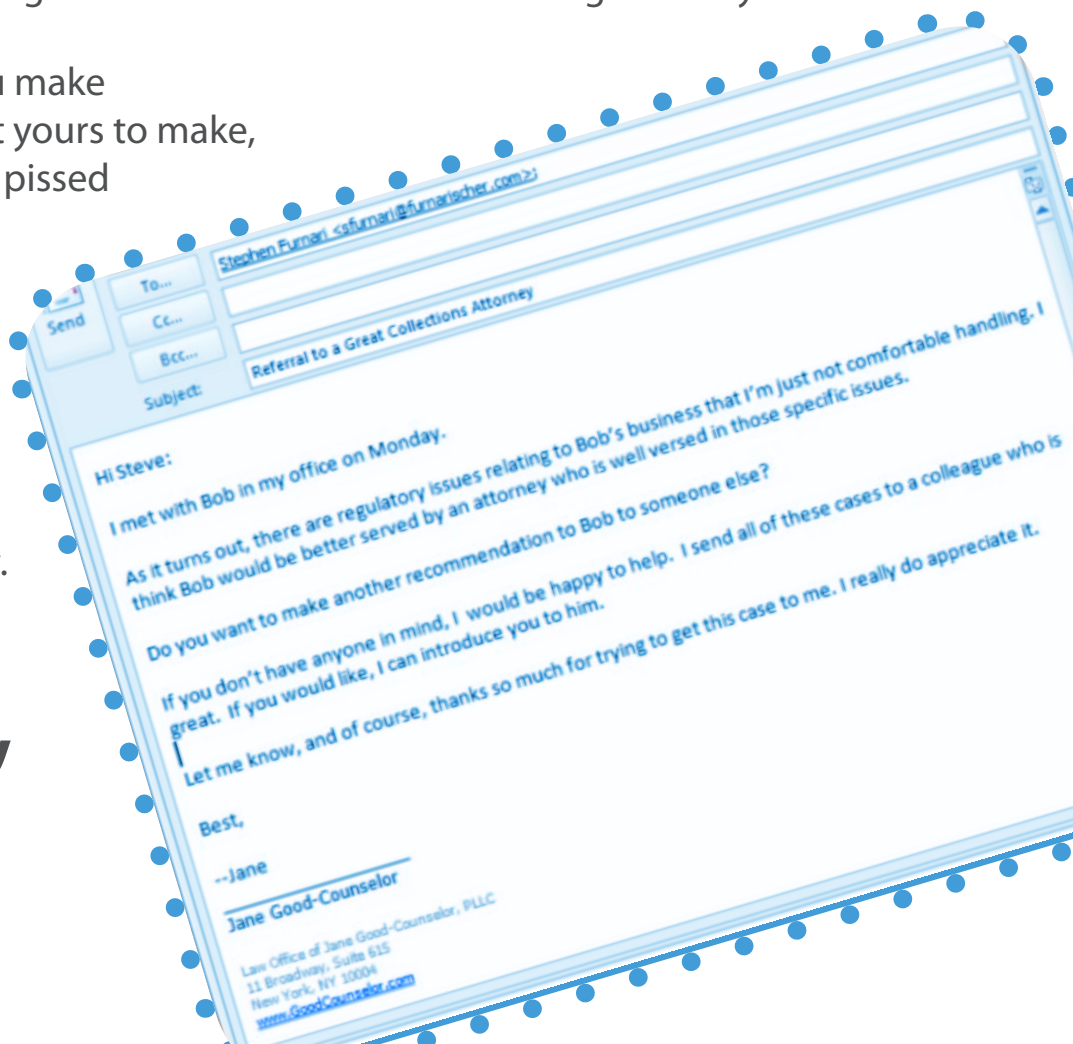 u make
t yours to make,
pissed
.
Send
To...
Stephen Furnari <sfurnari@furnarischer.com>;
Cc...
Bcc...
Subject:
Referral to a Great Collections Attorney
Hi Steve:
I met with Bob in my office on Monday.
As it turns out, there are regulatory issues relating to Bob's business that I'm just not comfortable handling. I
think Bob would be better served by an attorney who is well versed in those specific issues.
Do you want to make another recommendation to Bob to someone else?
If you don't have anyone in mind, I would be happy to help. I send all of these cases to a colleague who is
great. If you would like, I can introduce you to him.
Let me know, and of course, thanks so much for trying to get this case to me. I really do appreciate it.
Best,
--Jane
Jane Good-Counselor
Law Office of Jane Good-Counselor, PLLC
11 Broadway, Suite 615
New York, NY 10004
www.GoodCounselor.com